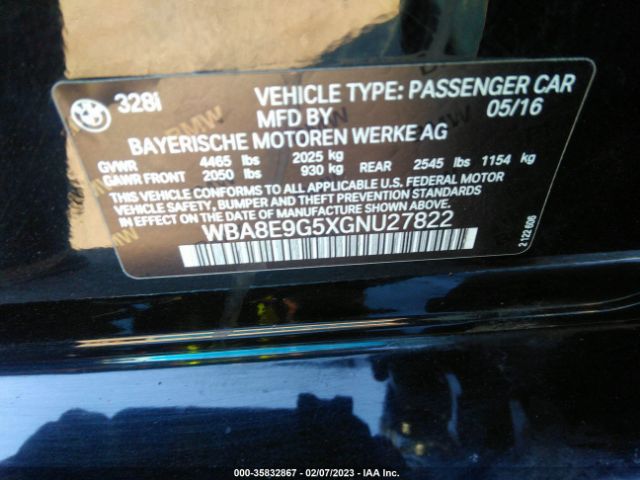 328i VEHICLE TYPE: PASSENGER CAR
MFD BY 05/16
BAYERISCHE MOTOREN WERKE AG
GVWR 4465 lbs 2025 kg
GAWR FRONT 2050 lbs 930 kg REAR 2545 lbs 1154 kg
THIS VEHICLE CONFORMS TO ALL APPLICABLE U.S. FEDERAL MOTOR
VEHICLE SAFETY, BUMPER, AND THEFT PREVENTION STANDARDS
IN EFFECT ON THE DATE OF MANUFACTURE SHOWN ABOVE.
WBA8E9G5XGNU27822
2 122 606
000-35832867 - 02/07/2023 - IAA Inc.